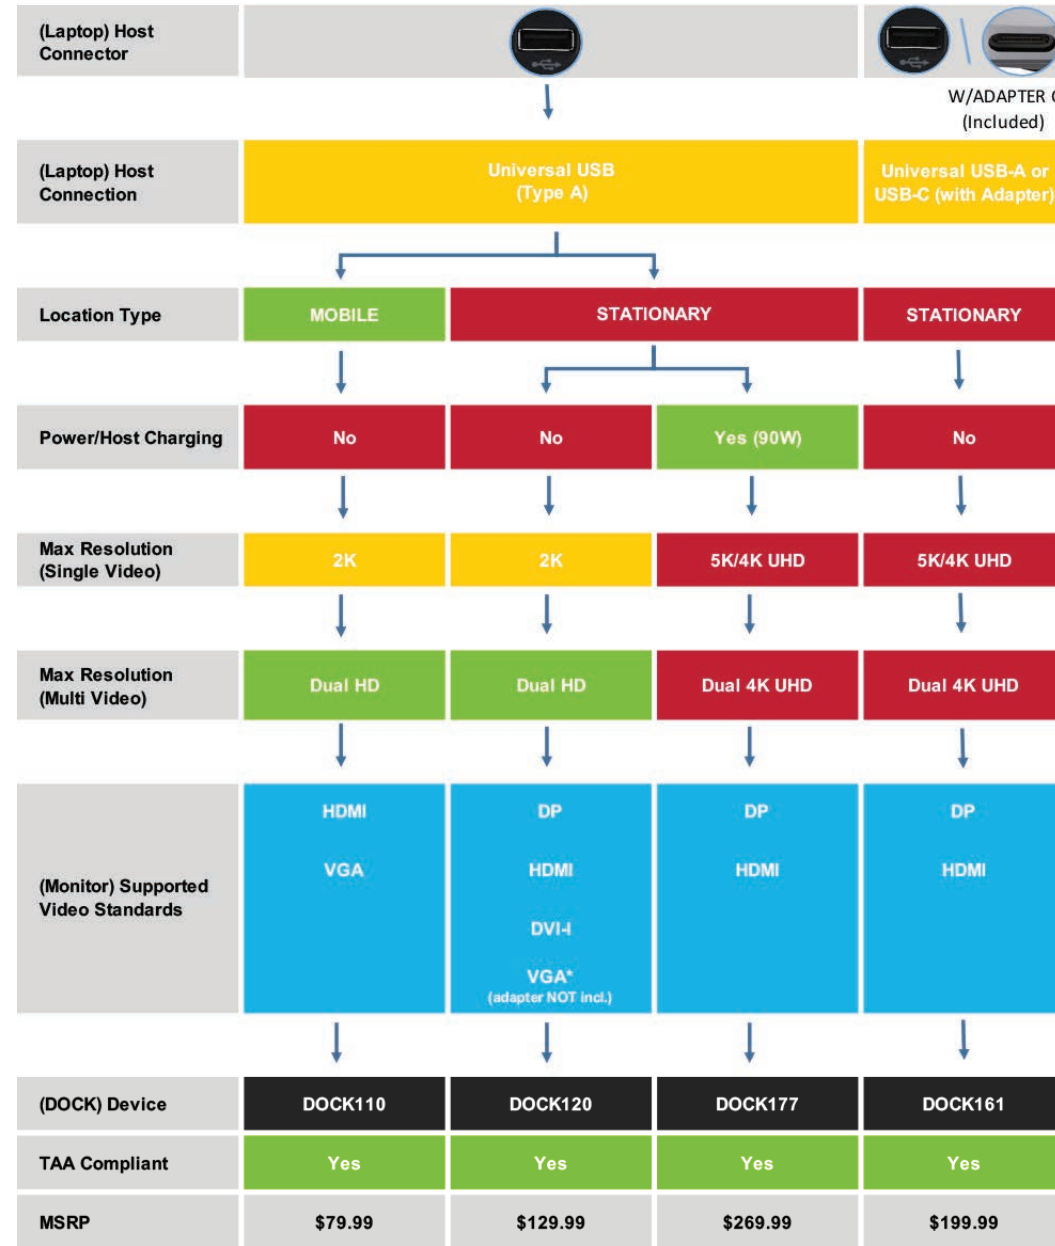 (Laptop) Host
Connector
W/ADAPTER
(Included)
(Laptop) Host
Connection
Universal USB
(Type A)
Universal USB-A or
USB-C (with Adapter)
Location Type
MOBILE
STATIONARY
STATIONARY
Power/Host Charging
No
No
Yes (90W)
No
Max Resolution
(Single Video)
2K
2K
5K/4K UHD
5K/4K UHD
Max Resolution
(Multi Video)
Dual HD
Dual HD
Dual 4K UHD
Dual 4K UHD
(Monitor) Supported
Video Standards
HDMI
VGA
DP
HDMI
DVI-I
VGA*
(adapter NOT incl.)
DP
HDMI
DP
HDMI
(DOCK) Device
DOCK110
DOCK120
DOCK177
DOCK161
TAA Compliant
Yes
Yes
Yes
Yes
MSRP
$79.99
$129.99
$269.99
$199.99